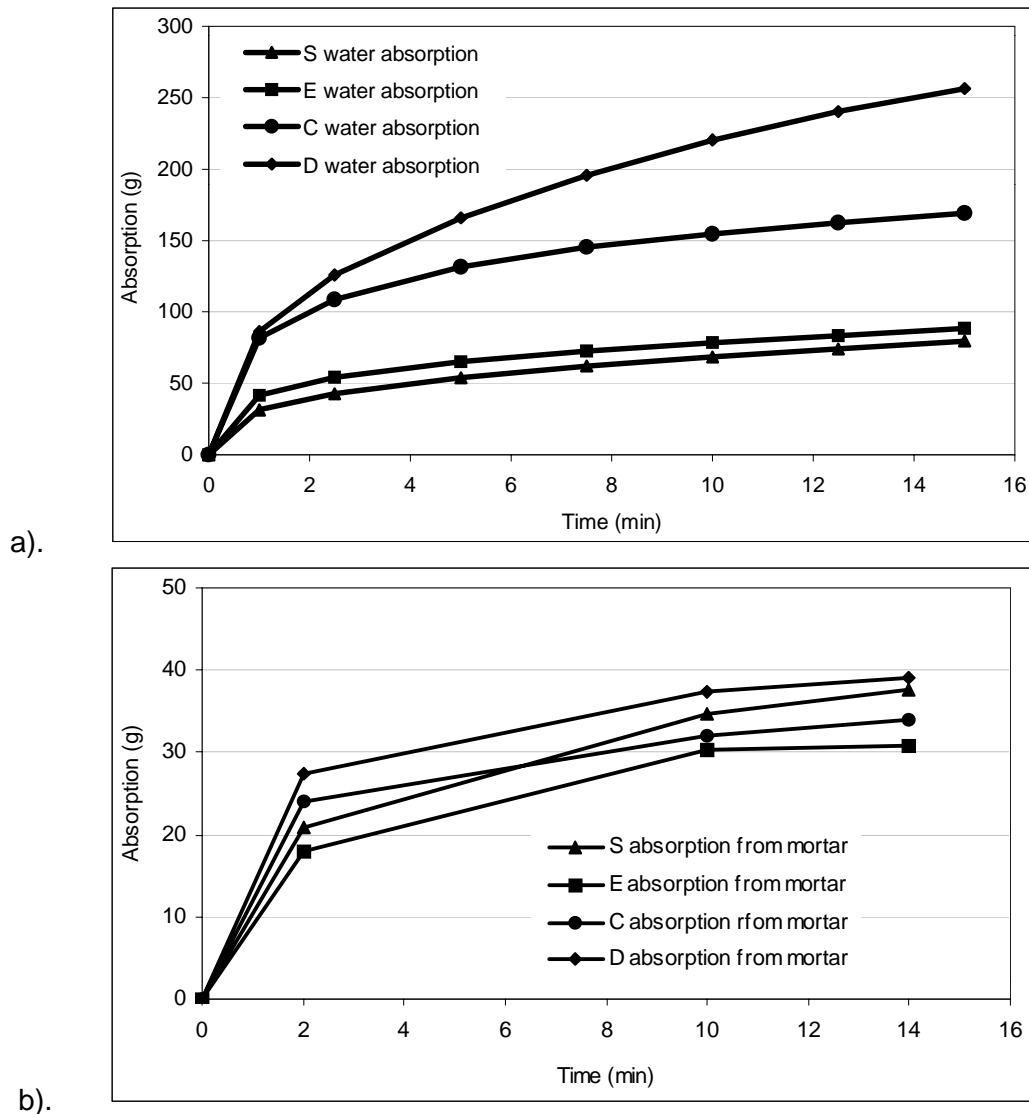 300
250
200
150
100
50
0
Absorption (g)
S water absorption
E water absorption
C water absorption
D water absorption
0 2 4 6 8 10 12 14 16
Time (min)
a).
50
40
30
20
10
0
Absorption (g)
S absorption from mortar
E absorption from mortar
C absorption rfom mortar
D absorption from mortar
0 2 4 6 8 10 12 14 16
Time (min)
b).